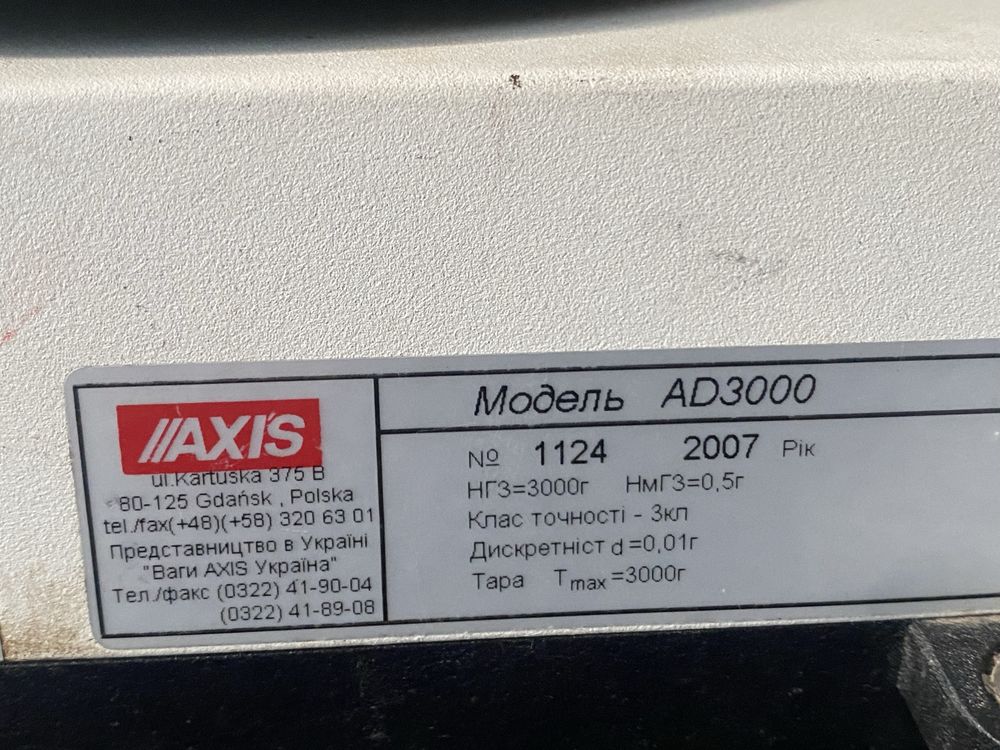 AXIS
ul.Kartuska 375 B
80-125 Gdańsk , Polska
tel./fax(+48)(+58) 320 63 01
Представництво в Україні
"Ваги AXIS Україна"
Тел./факс (0322) 41-90-04
(0322) 41-89-08
Модель AD3000
№ 1124 2007 Рік
НГЗ=3000г НмГЗ=0,5г
Клас точності - 3кл
Дискретніст d=0,01г
Тара Tmax=3000г